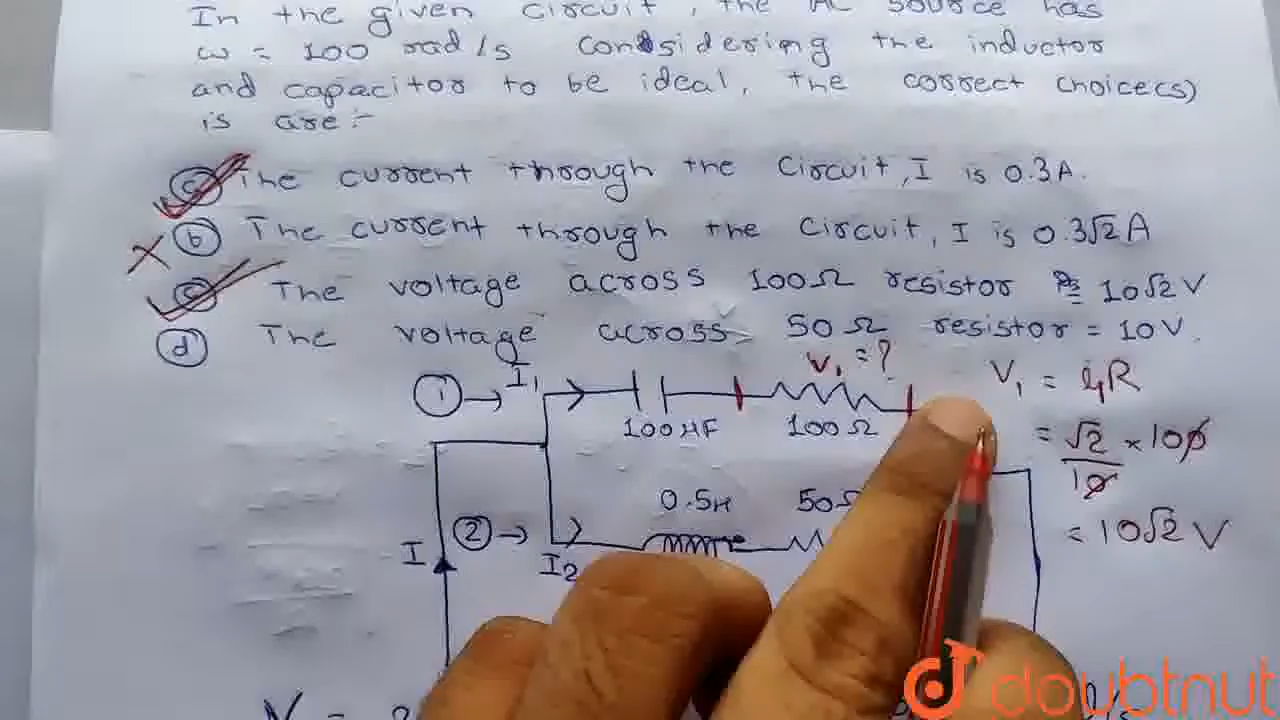 In the given circuit, the AC source has
ω = 100 rad/s considering the inductor
and capacitor to be ideal, the correct choice(s)
is are :-
(a) The current through the circuit, I is 0.3A.
(b) The current through the circuit, I is 0.3√2 A
(c) The voltage across 100Ω resistor is 10√2 V
(d) The voltage across 50Ω resistor = 10V.
V₁ = ?
V₁ = i₁R
① → I₁
100μF 100Ω
= √2/10 × 100
0.5H 50Ω
= 10√2 V
② →
I I₂
V =
doubtnut